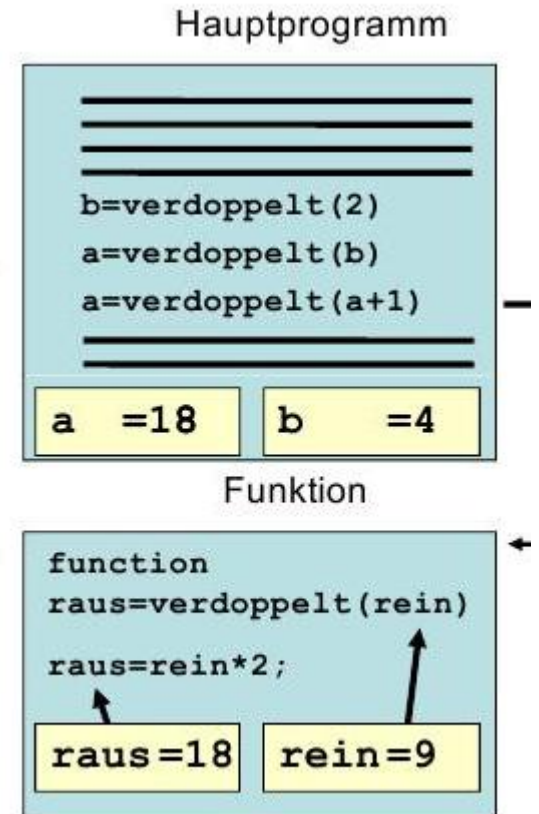 Hauptprogramm
b=verdoppelt(2)
a=verdoppelt(b)
a=verdoppelt(a+1)
a =18 b =4
Funktion
function
raus=verdoppelt(rein)
raus=rein*2;
raus=18 rein=9